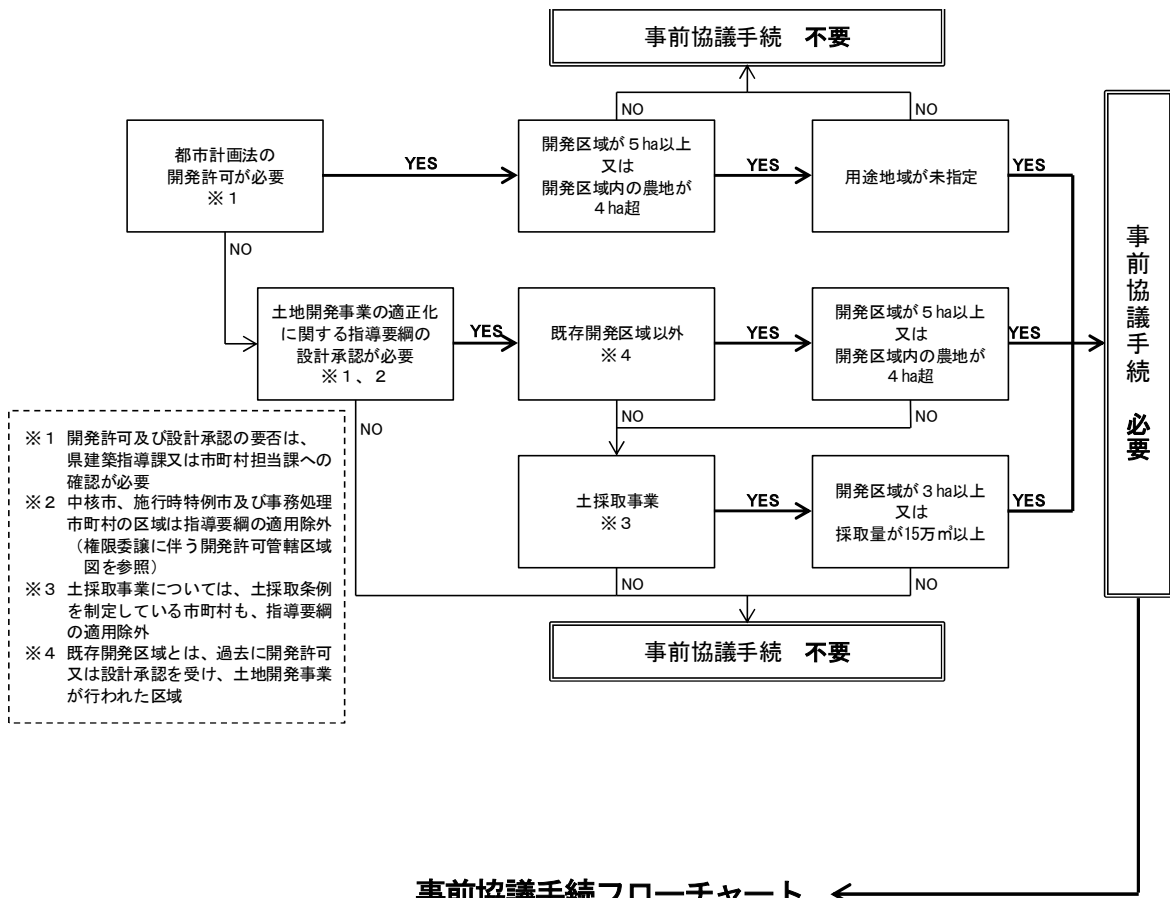 事前協議手続　不要
NO
NO
都市計画法の
開発許可が必要
※１
YES
開発区域が５ha以上
又は
開発区域内の農地が
４ha超
YES
用途地域が未指定
YES
事前協議手続　必要
NO
土地開発事業の適正化
に関する指導要綱の
設計承認が必要
※１、２
YES
既存開発区域以外
※４
YES
開発区域が５ha以上
又は
開発区域内の農地が
４ha超
YES
NO
NO
NO
土採取事業
※３
YES
開発区域が３ha以上
又は
採取量が15万㎥以上
YES
NO
NO
事前協議手続　不要
※１ 開発許可及び設計承認の要否は、
県建築指導課又は市町村担当課への
確認が必要
※２ 中核市、施行時特例市及び事務処理
市町村の区域は指導要綱の適用除外
（権限委譲に伴う開発許可管轄区域
図を参照）
※３ 土採取事業については、土採取条例
を制定している市町村も、指導要綱
の適用除外
※４ 既存開発区域とは、過去に開発許可
又は設計承認を受け、土地開発事業
が行われた区域
事前協議手続フローチャート